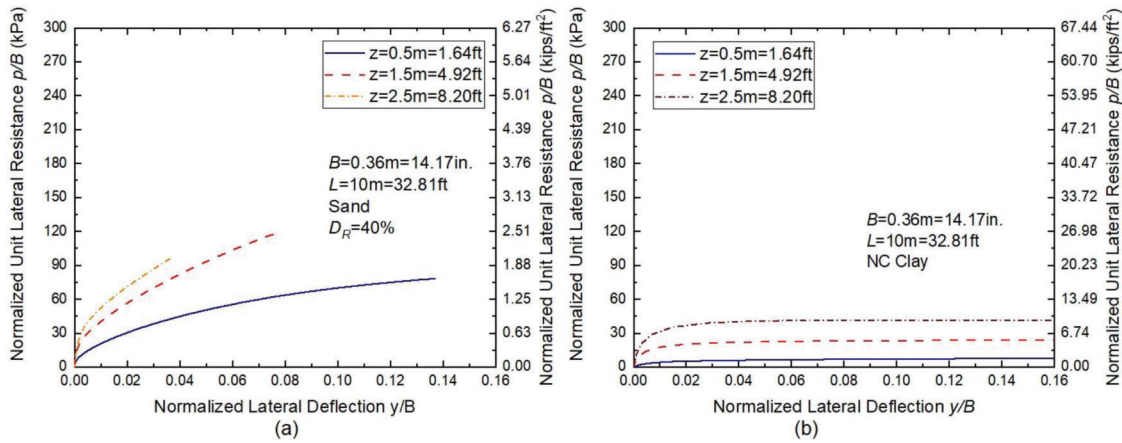 Normalized Unit Lateral Resistance p/B (kPa)
300
270
240
210
180
150
120
90
60
30
0
z=0.5m=1.64ft
z=1.5m=4.92ft
z=2.5m=8.20ft
B=0.36m=14.17in.
L=10m=32.81ft
Sand
D_R=40%
6.27
5.64
5.01
4.39
3.76
3.13
2.51
1.88
1.25
0.63
0.00
Normalized Unit Lateral Resistance p/B (kips/ft²)
0.00 0.02 0.04 0.06 0.08 0.10 0.12 0.14 0.16
Normalized Lateral Deflection y/B
(a)
Normalized Unit Lateral Resistance p/B (kPa)
300
270
240
210
180
150
120
90
60
30
0
z=0.5m=1.64ft
z=1.5m=4.92ft
z=2.5m=8.20ft
B=0.36m=14.17in.
L=10m=32.81ft
NC Clay
67.44
60.70
53.95
47.21
40.47
33.72
26.98
20.23
13.49
6.74
0.00
Normalized Unit Lateral Resistance p/B (kips/ft²)
0.00 0.02 0.04 0.06 0.08 0.10 0.12 0.14 0.16
Normalized Lateral Deflection y/B
(b)